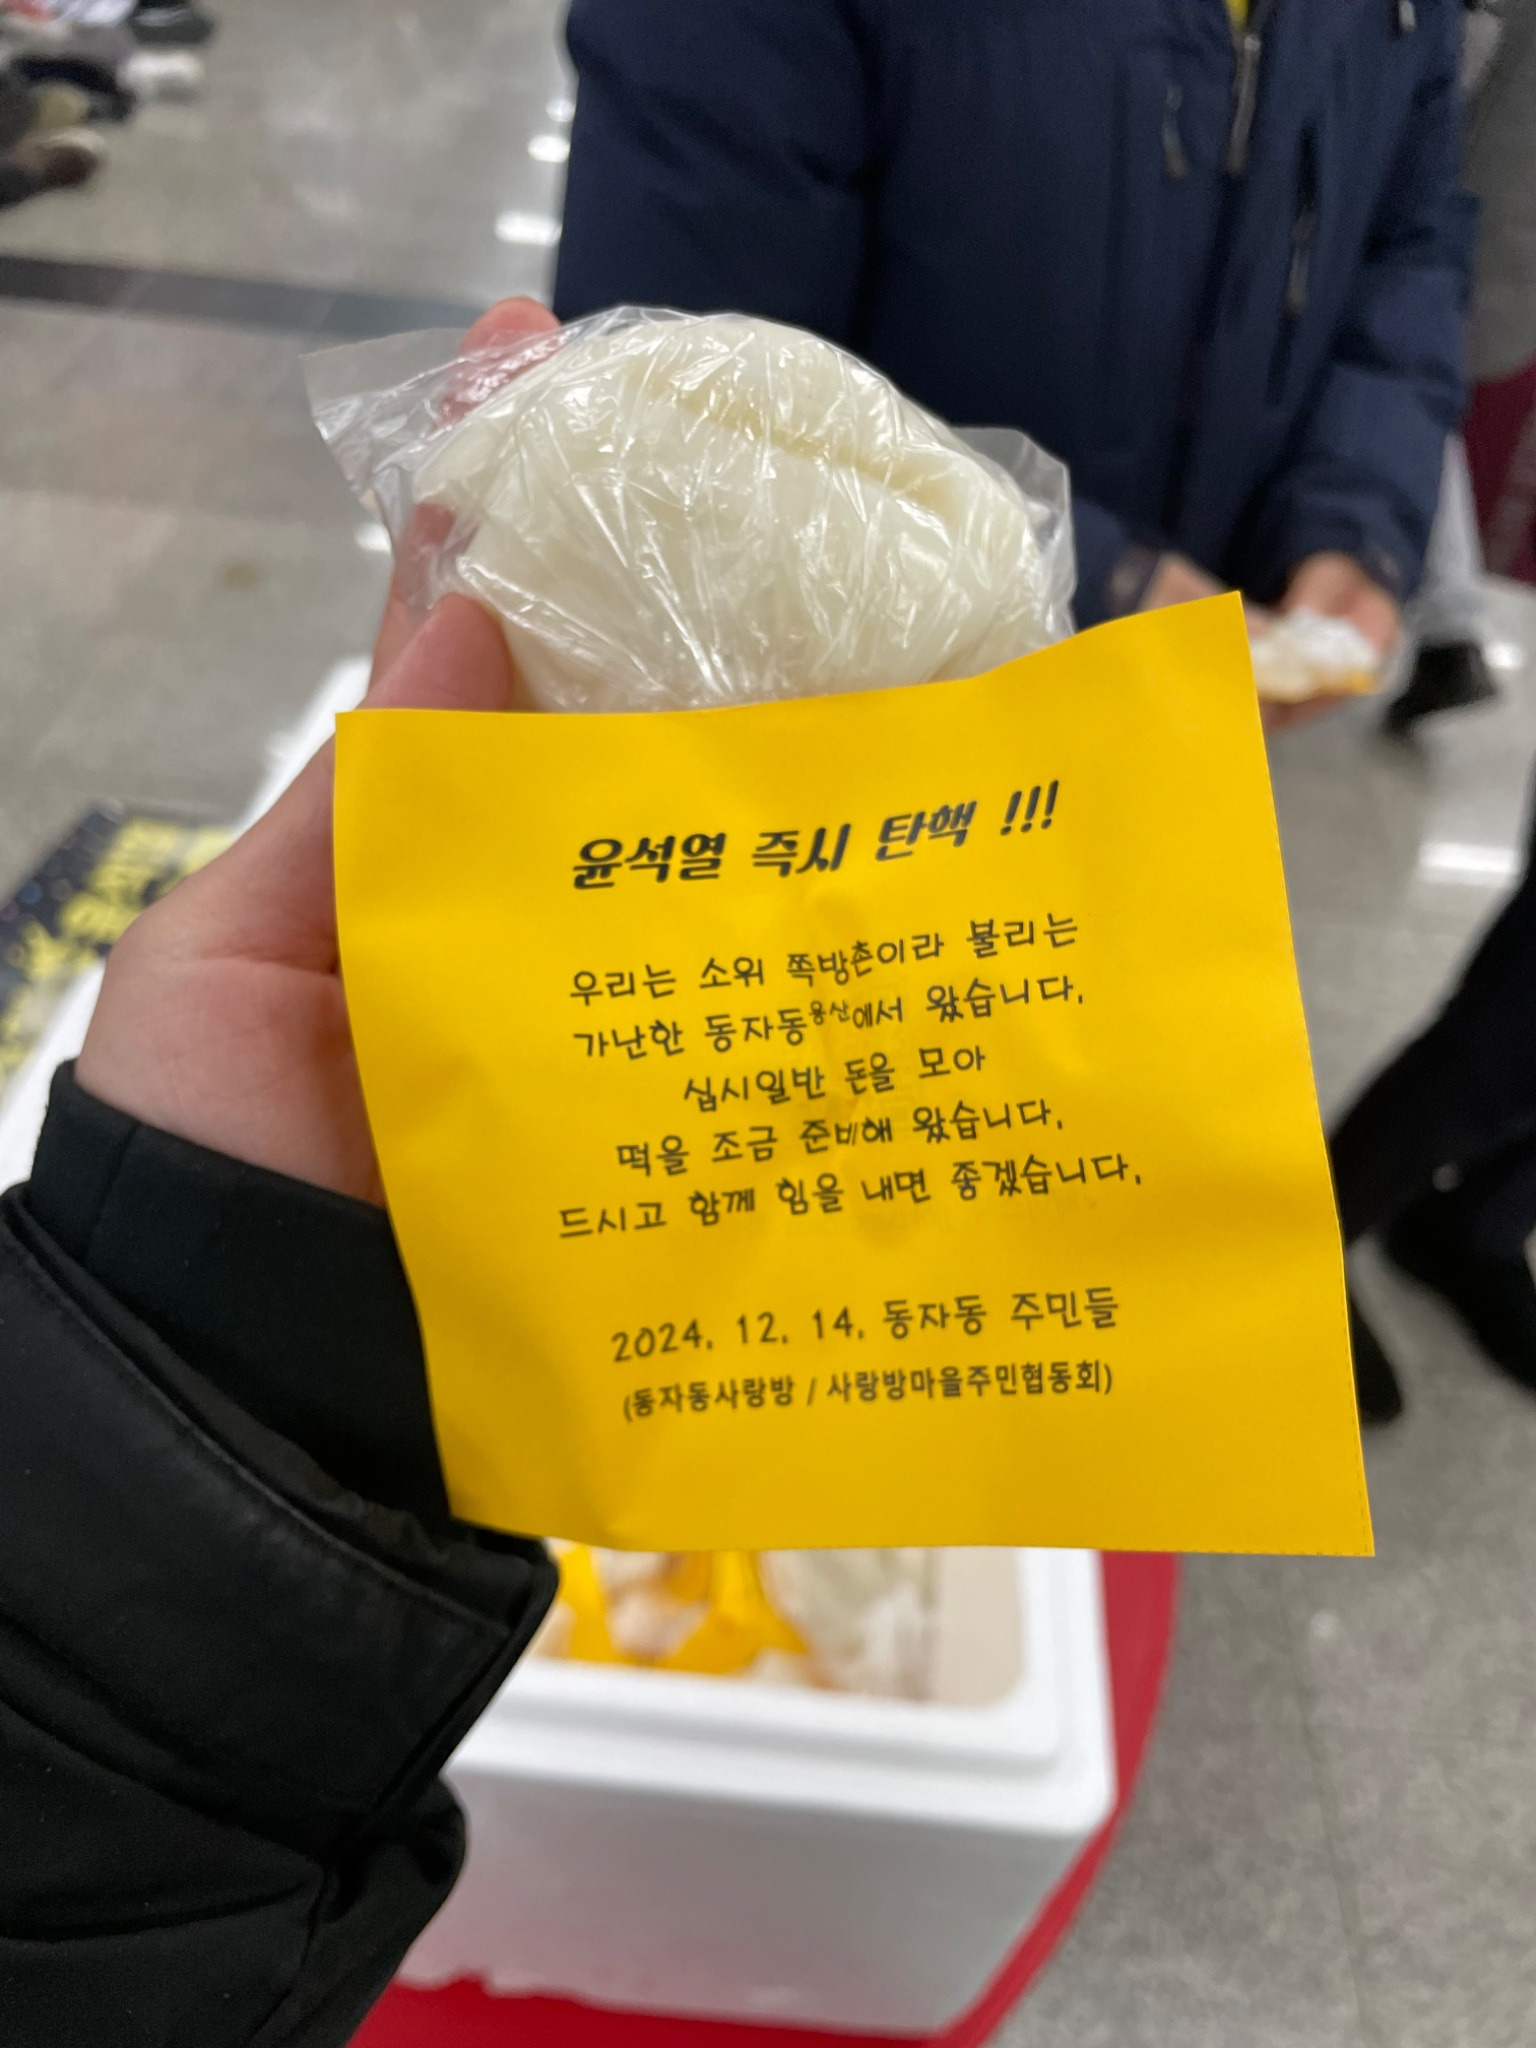 윤석열 즉시 탄핵 !!!
우리는 소위 쪽방촌이라 불리는
가난한 동자동용산에서 왔습니다.
십시일반 돈을 모아
떡을 조금 준비해 왔습니다.
드시고 함께 힘을 내면 좋겠습니다.
2024. 12. 14. 동자동 주민들
(동자동사랑방 / 사랑방마을주민협동회)